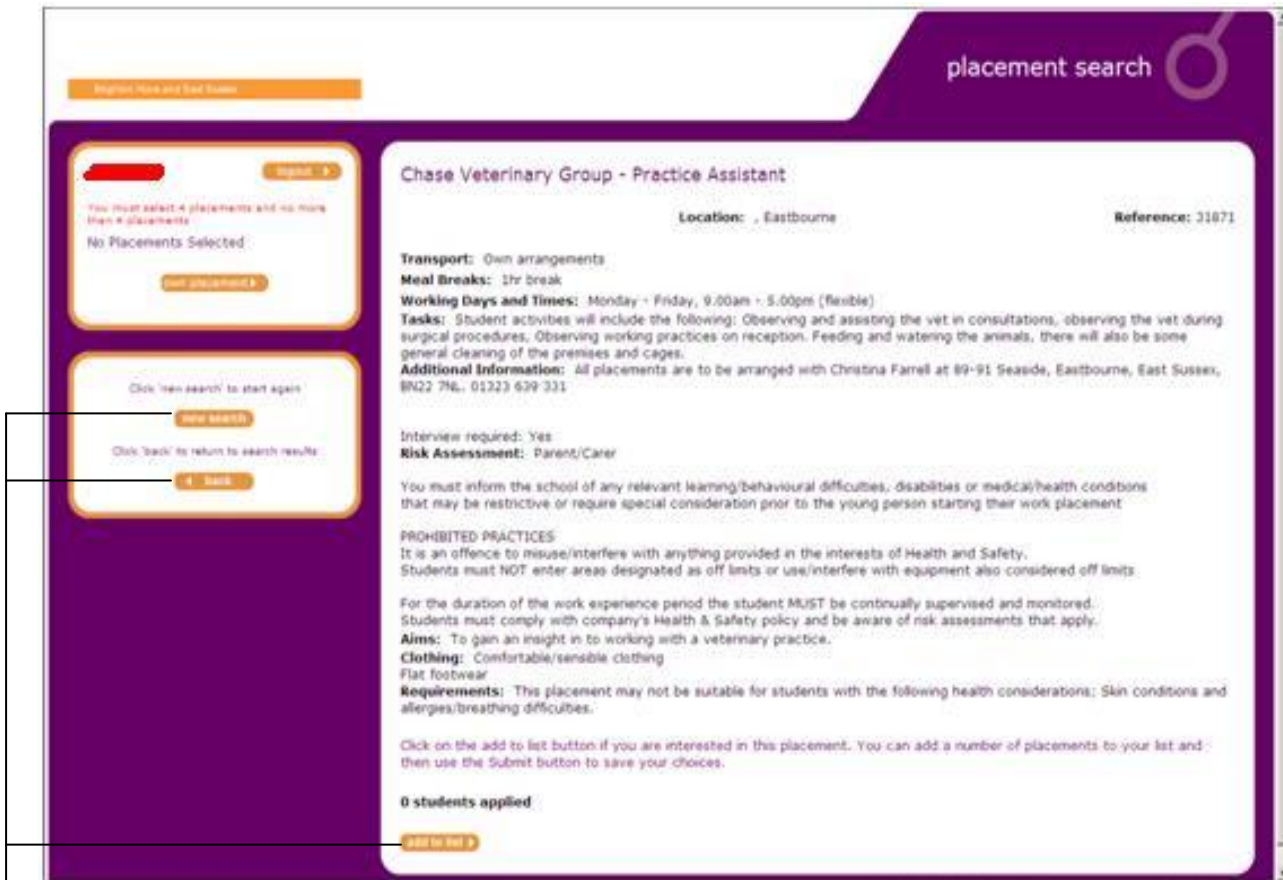 placement search
Brighton Hove and East Sussex
logout
You must select 4 placements and no more
than 4 placements
No Placements Selected
own placement
Click 'new search' to start again
new search
Click 'back' to return to search results
back
Chase Veterinary Group - Practice Assistant
Location: , Eastbourne
Reference: 31871
Transport: Own arrangements
Meal Breaks: 1hr break
Working Days and Times: Monday - Friday, 9.00am - 5.00pm (flexible)
Tasks: Student activities will include the following: Observing and assisting the vet in consultations, observing the vet during
surgical procedures, Observing working practices on reception. Feeding and watering the animals, there will also be some
general cleaning of the premises and cages.
Additional Information: All placements are to be arranged with Christina Farrell at 89-91 Seaside, Eastbourne, East Sussex,
BN22 7NL. 01323 639 331
Interview required: Yes
Risk Assessment: Parent/Carer
You must inform the school of any relevant learning/behavioural difficulties, disabilities or medical/health conditions
that may be restrictive or require special consideration prior to the young person starting their work placement
PROHIBITED PRACTICES
It is an offence to misuse/interfere with anything provided in the interests of Health and Safety.
Students must NOT enter areas designated as off limits or use/interfere with equipment also considered off limits
For the duration of the work experience period the student MUST be continually supervised and monitored.
Students must comply with company's Health & Safety policy and be aware of risk assessments that apply.
Aims: To gain an insight in to working with a veterinary practice.
Clothing: Comfortable/sensible clothing
Flat footwear
Requirements: This placement may not be suitable for students with the following health considerations: Skin conditions and
allergies/breathing difficulties.
Click on the add to list button if you are interested in this placement. You can add a number of placements to your list and
then use the Submit button to save your choices.
0 students applied
add to list